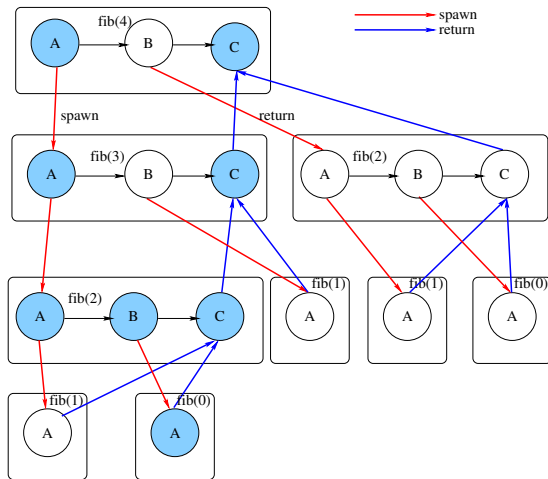 fib(4)
A
B
C
spawn
return
spawn
return
fib(3)
A
B
C
fib(2)
A
B
C
fib(2)
A
B
C
fib(1)
A
fib(1)
A
fib(0)
A
fib(1)
A
fib(0)
A